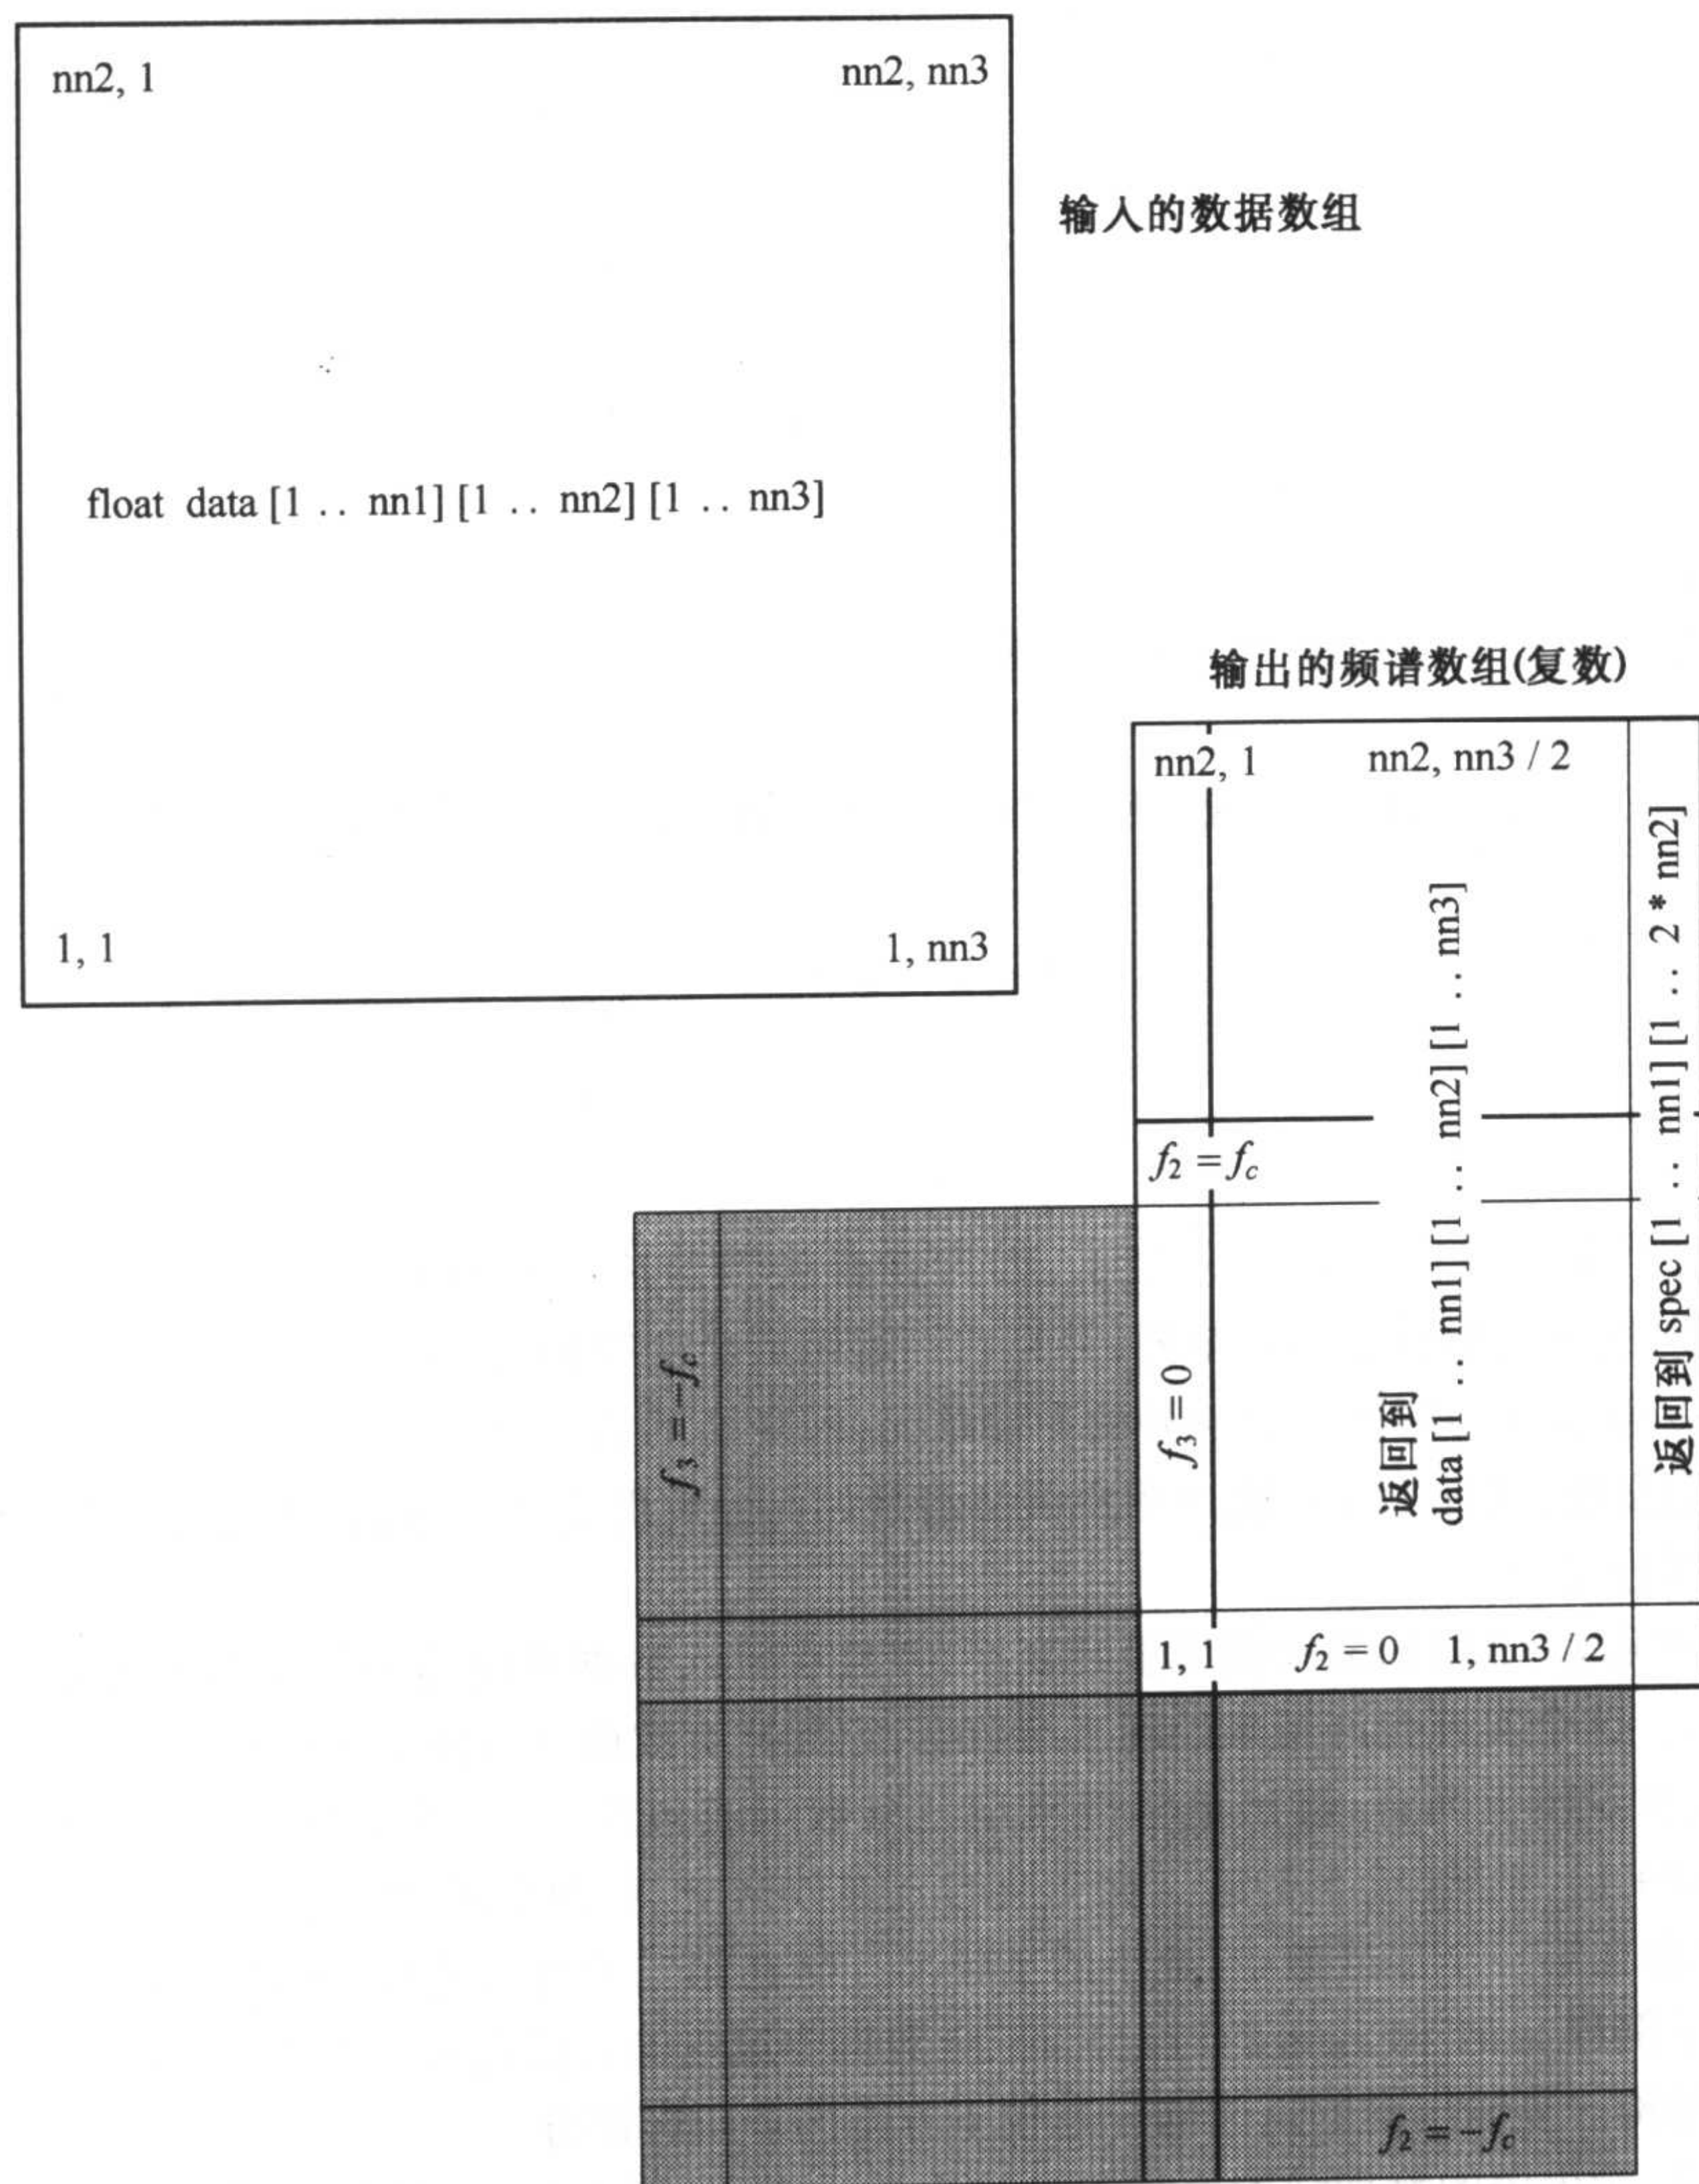 nn2, 1
nn2, nn3
输入的数据数组
float data [1 .. nn1] [1 .. nn2] [1 .. nn3]
1, 1
1, nn3
输出的频谱数组(复数)
nn2, 1
nn2, nn3 / 2
f₂ = f꜀
f₃ = 0
返回到
data [1 .. nn1] [1 .. nn2] [1 .. nn3]
返回到 spec [1 .. nn1] [1 .. 2 * nn2]
f₃ = −f꜀
1, 1
f₂ = 0
1, nn3 / 2
f₂ = −f꜀